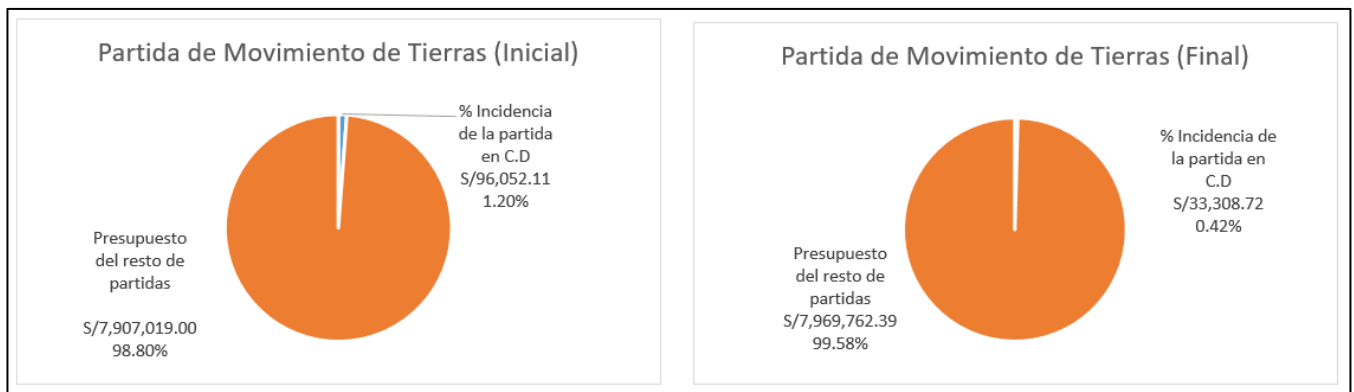 Partida de Movimiento de Tierras (Inicial)
% Incidencia
de la partida
en C.D
S/96,052.11
1.20%
Presupuesto
del resto de
partidas
S/7,907,019.00
98.80%
Partida de Movimiento de Tierras (Final)
% Incidencia de
la partida en
C.D
S/33,308.72
0.42%
Presupuesto
del resto de
partidas
S/7,969,762.39
99.58%